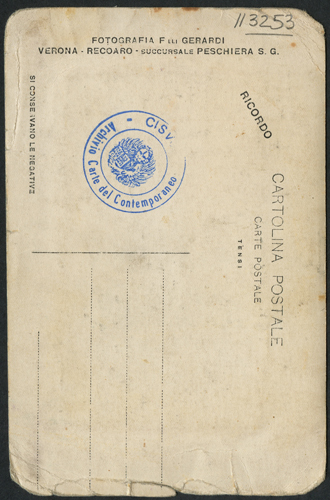 113253
FOTOGRAFIA F.lli GERARDI
VERONA - RECOARO - SUCCURSALE PESCHIERA S. G.
SI CONSERVANO LE NEGATIVE
RICORDO
CARTOLINA POSTALE
CARTE POSTALE
TENSI
CISV -
Archivio Carte del Contemporaneo